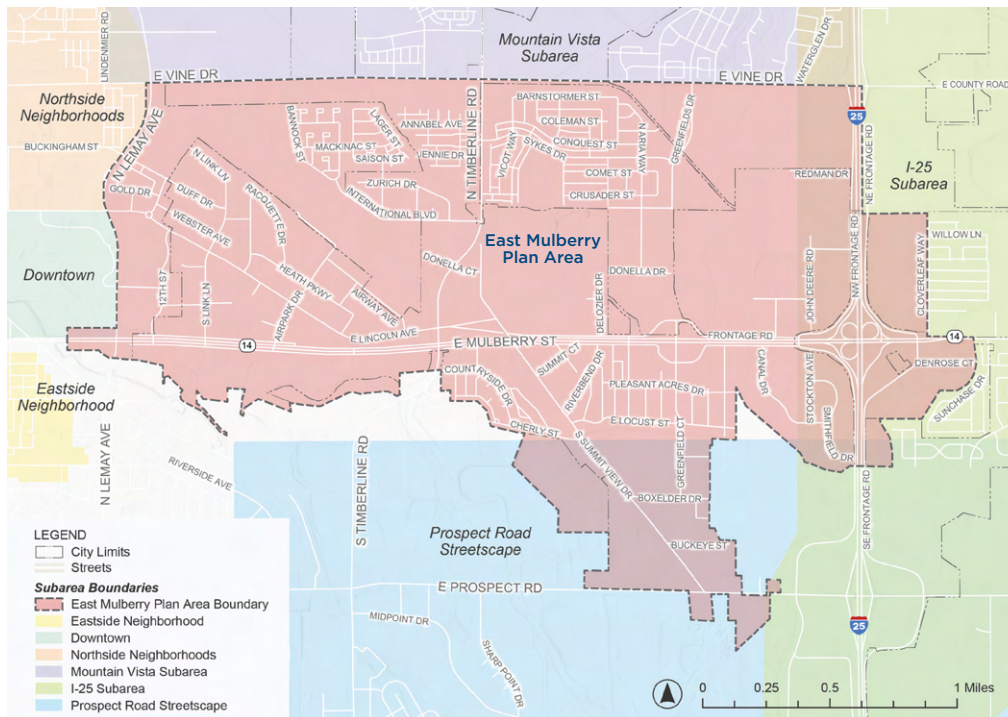 Mountain Vista
Subarea
LINDENMIER RD
WATERGLEN DR
E VINE DR
E VINE DR
E COUNTY ROAD
Northside
Neighborhoods
N TIMBERLINE RD
BARNSTORMER ST
COLEMAN ST
CONQUEST ST
GREENFIELDS DR
N ARIA WAY
25
NE FRONTAGE RD
BUCKINGHAM ST
N LEMAY AVE
BANNOCK ST
LAGER ST
ANNABEL AVE
MACKINAC ST
SAISON ST
JENNIE DR
VICOT WAY
SYKES DR
COMET ST
CRUSADER ST
REDMAN DR
I-25
Subarea
N LINK LN
GOLD DR
DUFF DR
RACQUETTE DR
ZURICH DR
INTERNATIONAL BLVD
WEBSTER AVE
East Mulberry
Plan Area
WILLOW LN
CLOVERLEAF WAY
NW FRONTAGE RD
JOHN DEERE RD
Downtown
12TH ST
S LINK LN
HEATH PKWY
AIRPARK DR
AIRWAY AVE
DONELLA CT
DONELLA DR
DELOZIER DR
E LINCOLN AVE
14
E MULBERRY ST
FRONTAGE RD
14
DENROSE CT
Eastside
Neighborhood
COUNTRYSIDE DR
SUMMIT CT
RIVERBEND DR
PLEASANT ACRES DR
CANAL DR
STOCKTON AVE
SUNCHASE DR
CHERLY ST
E LOCUST ST
SMITHFIELD DR
N LEMAY AVE
RIVERSIDE AVE
S TIMBERLINE RD
S SUMMIT VIEW DR
GREENFIELD CT
BOXELDER DR
SE FRONTAGE RD
Prospect Road
Streetscape
BUCKEYE ST
E PROSPECT RD
MIDPOINT DR
SHARP POINT DR
25
LEGEND
City Limits
Streets
Subarea Boundaries
East Mulberry Plan Area Boundary
Eastside Neighborhood
Downtown
Northside Neighborhoods
Mountain Vista Subarea
I-25 Subarea
Prospect Road Streetscape
0 0.25 0.5 1 Miles